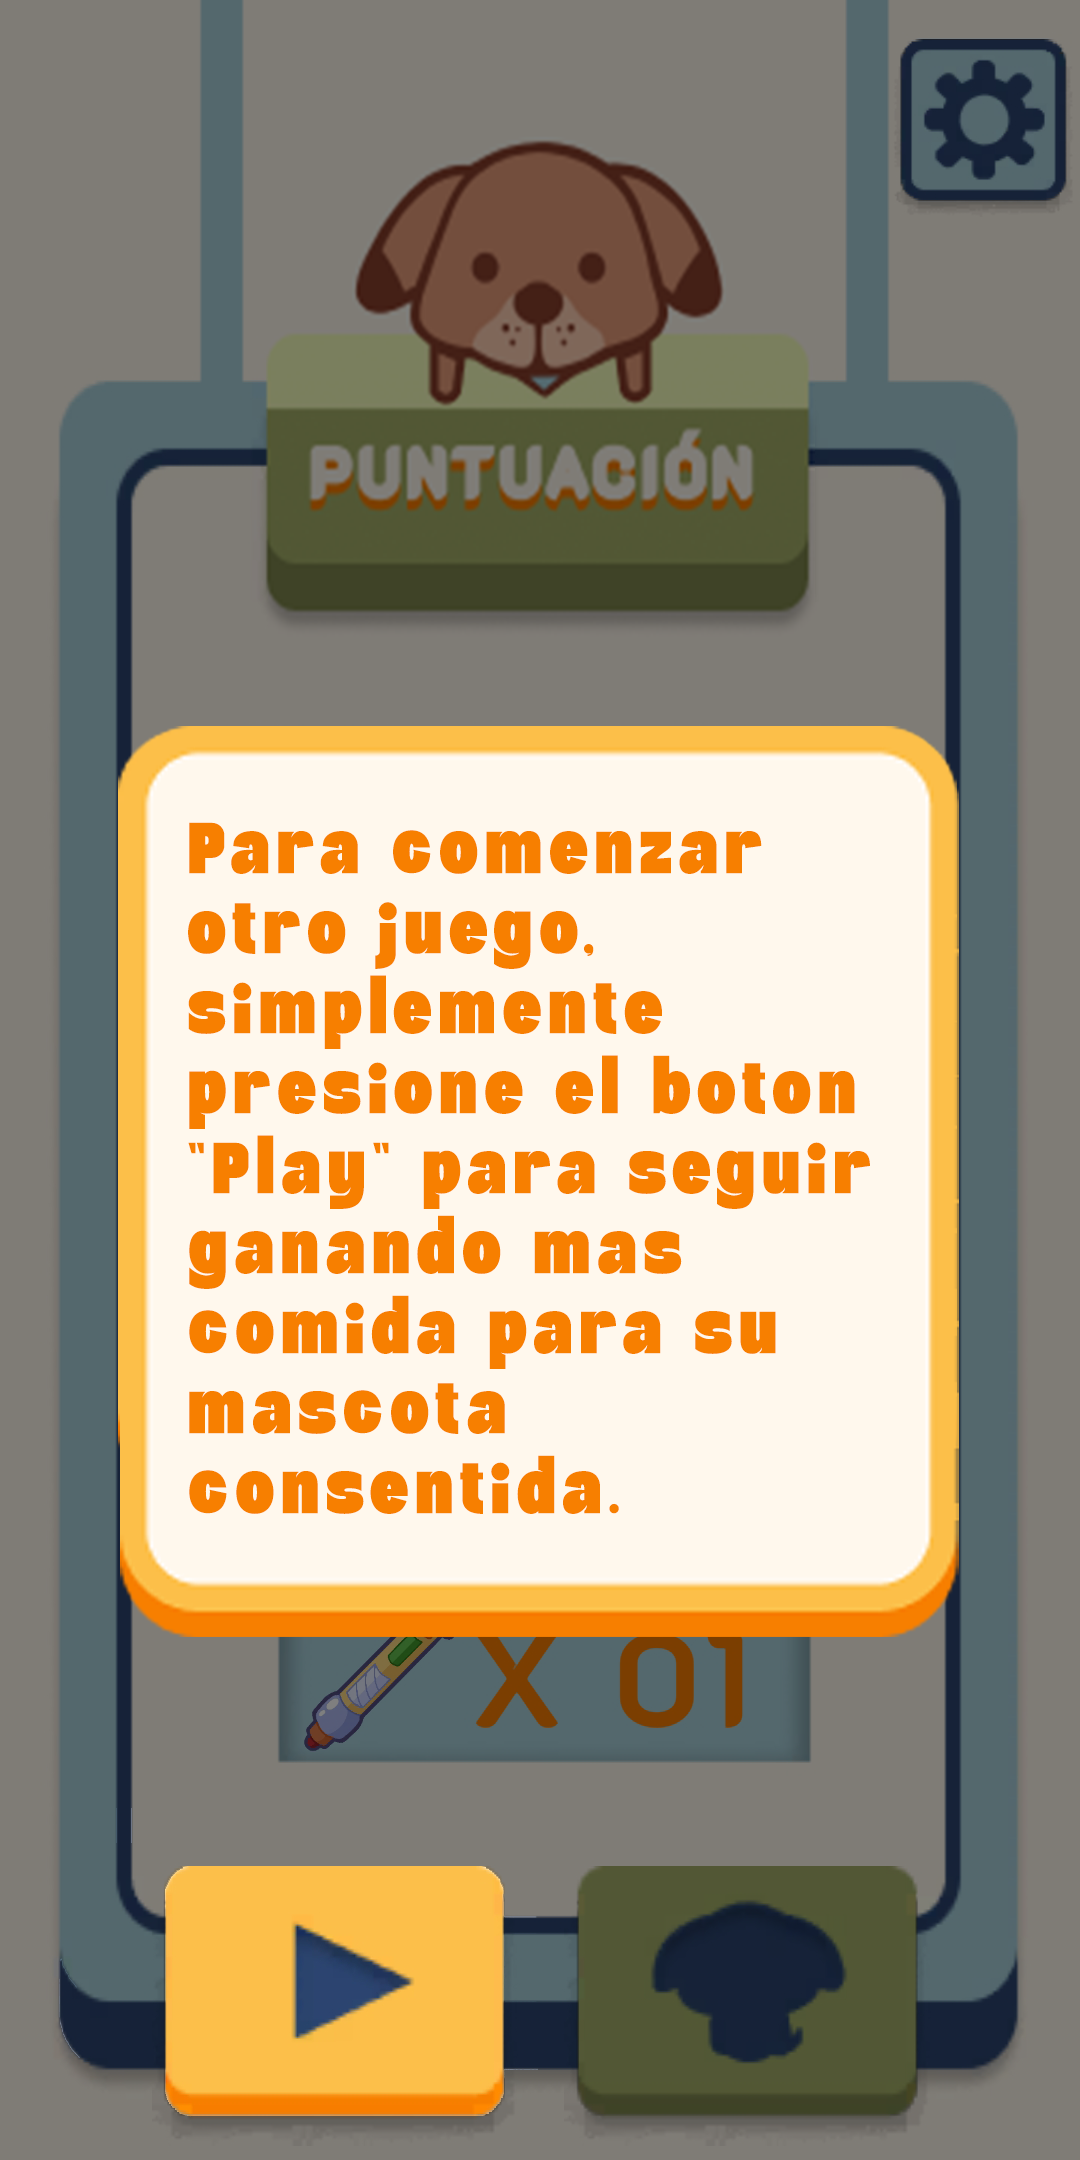 PUNTUACIÓN
Para comenzar
otro juego,
simplemente
presione el boton
"Play" para seguir
ganando mas
comida para su
mascota
consentida.
X 01